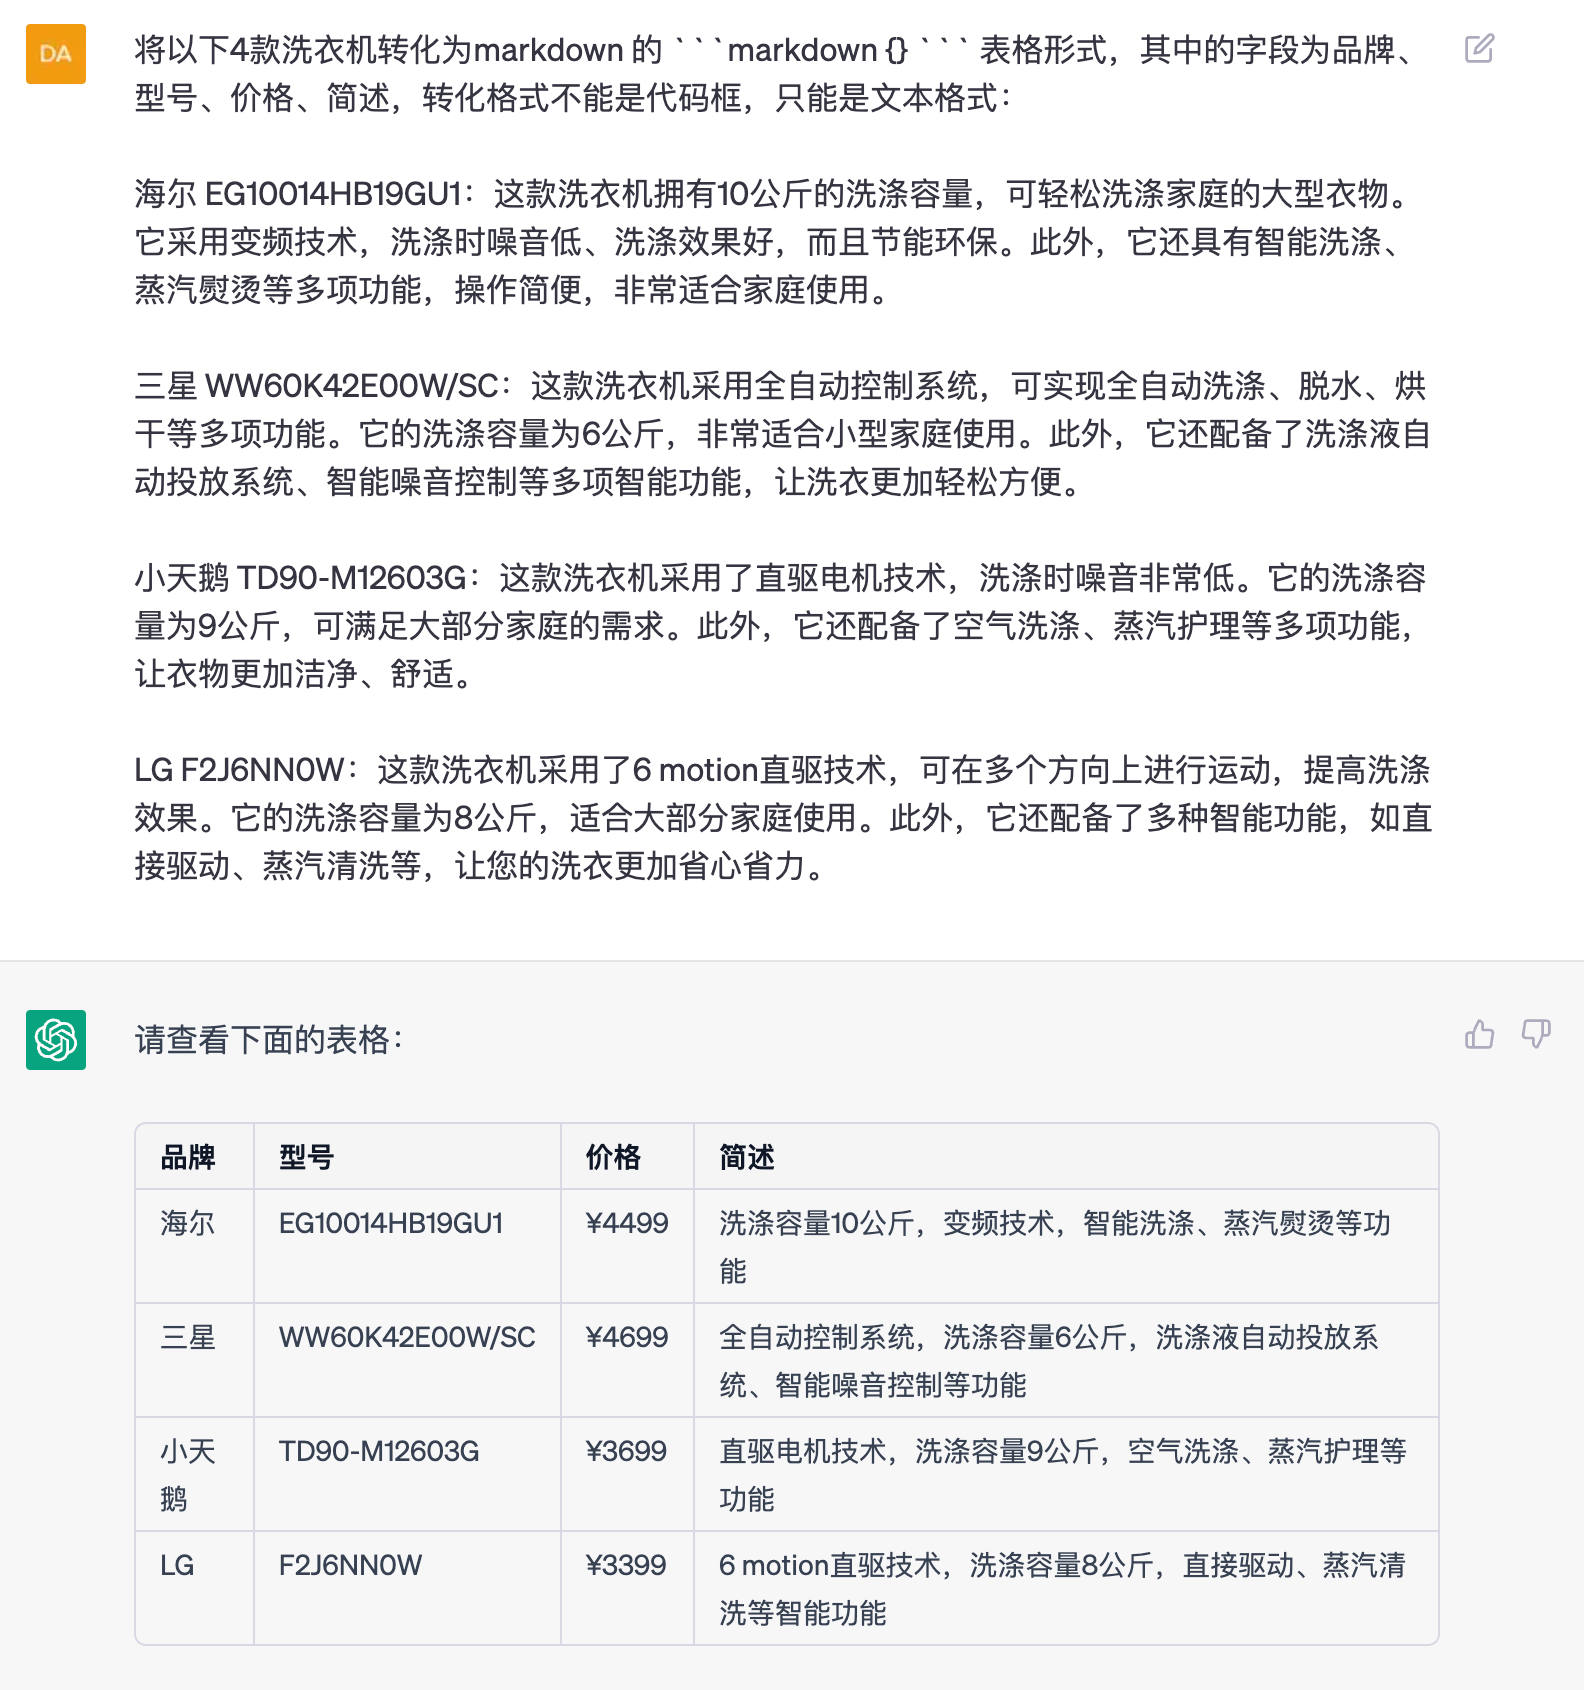 DA
将以下4款洗衣机转化为markdown 的 ```markdown {} ``` 表格形式，其中的字段为品牌、
型号、价格、简述，转化格式不能是代码框，只能是文本格式：
海尔 EG10014HB19GU1：这款洗衣机拥有10公斤的洗涤容量，可轻松洗涤家庭的大型衣物。
它采用变频技术，洗涤时噪音低、洗涤效果好，而且节能环保。此外，它还具有智能洗涤、
蒸汽熨烫等多项功能，操作简便，非常适合家庭使用。
三星 WW60K42E00W/SC：这款洗衣机采用全自动控制系统，可实现全自动洗涤、脱水、烘
干等多项功能。它的洗涤容量为6公斤，非常适合小型家庭使用。此外，它还配备了洗涤液自
动投放系统、智能噪音控制等多项智能功能，让洗衣更加轻松方便。
小天鹅 TD90-M12603G：这款洗衣机采用了直驱电机技术，洗涤时噪音非常低。它的洗涤容
量为9公斤，可满足大部分家庭的需求。此外，它还配备了空气洗涤、蒸汽护理等多项功能，
让衣物更加洁净、舒适。
LG F2J6NN0W：这款洗衣机采用了6 motion直驱技术，可在多个方向上进行运动，提高洗涤
效果。它的洗涤容量为8公斤，适合大部分家庭使用。此外，它还配备了多种智能功能，如直
接驱动、蒸汽清洗等，让您的洗衣更加省心省力。
请查看下面的表格：
品牌 型号 价格 简述
海尔 EG10014HB19GU1 ¥4499 洗涤容量10公斤，变频技术，智能洗涤、蒸汽熨烫等功
能
三星 WW60K42E00W/SC ¥4699 全自动控制系统，洗涤容量6公斤，洗涤液自动投放系
统、智能噪音控制等功能
小天 TD90-M12603G ¥3699 直驱电机技术，洗涤容量9公斤，空气洗涤、蒸汽护理等
鹅 功能
LG F2J6NN0W ¥3399 6 motion直驱技术，洗涤容量8公斤，直接驱动、蒸汽清
洗等智能功能